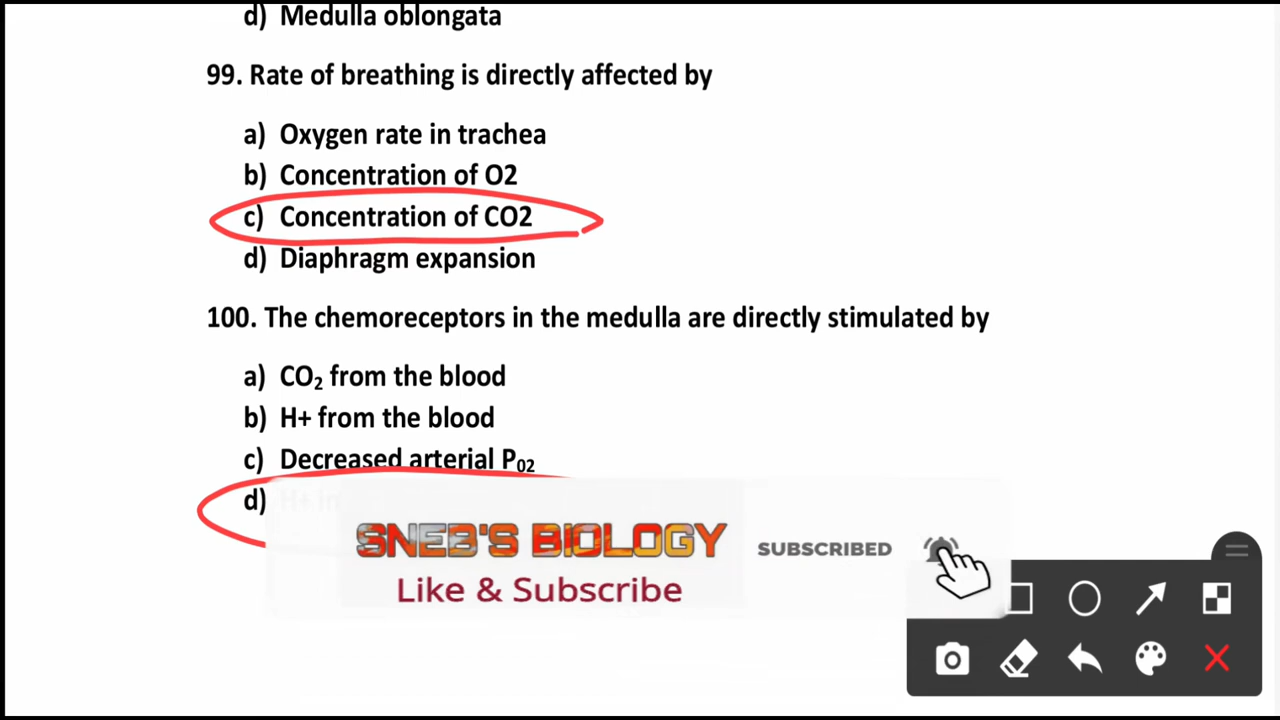 d) Medulla oblongata
99. Rate of breathing is directly affected by
a) Oxygen rate in trachea
b) Concentration of O2
c) Concentration of CO2
d) Diaphragm expansion
100. The chemoreceptors in the medulla are directly stimulated by
a) CO₂ from the blood
b) H+ from the blood
c) Decreased arterial P₀₂
d) H+ in
SNEB'S BIOLOGY
SUBSCRIBED
Like & Subscribe